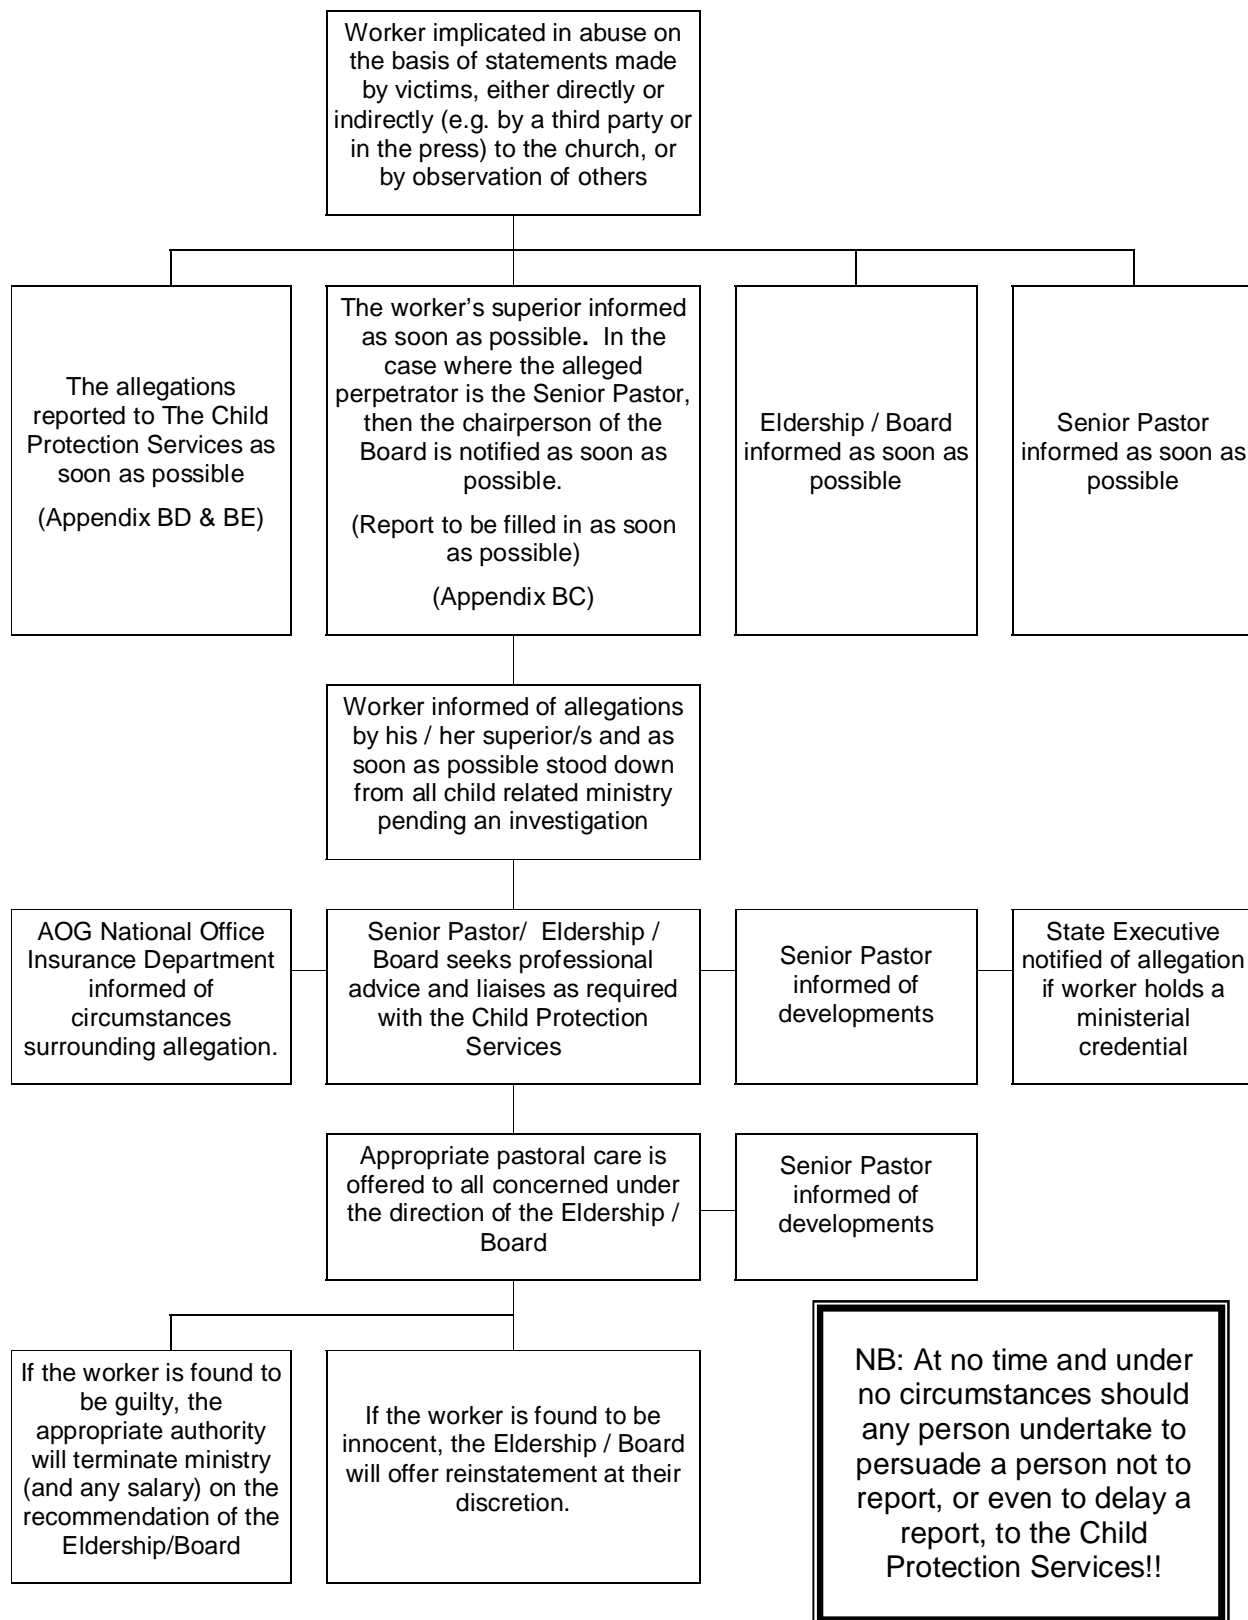 Worker implicated in abuse on
the basis of statements made
by victims, either directly or
indirectly (e.g. by a third party or
in the press) to the church, or
by observation of others
The allegations
reported to The Child
Protection Services as
soon as possible
(Appendix BD & BE)
The worker's superior informed
as soon as possible. In the
case where the alleged
perpetrator is the Senior Pastor,
then the chairperson of the
Board is notified as soon as
possible.
(Report to be filled in as soon
as possible)
(Appendix BC)
Eldership / Board
informed as soon as
possible
Senior Pastor
informed as soon as
possible
Worker informed of allegations
by his / her superior/s and as
soon as possible stood down
from all child related ministry
pending an investigation
AOG National Office
Insurance Department
informed of
circumstances
surrounding allegation.
Senior Pastor/ Eldership /
Board seeks professional
advice and liaises as required
with the Child Protection
Services
Senior Pastor
informed of
developments
State Executive
notified of allegation
if worker holds a
ministerial
credential
Appropriate pastoral care is
offered to all concerned under
the direction of the Eldership /
Board
Senior Pastor
informed of
developments
If the worker is found to
be guilty, the
appropriate authority
will terminate ministry
(and any salary) on the
recommendation of the
Eldership/Board
If the worker is found to be
innocent, the Eldership / Board
will offer reinstatement at their
discretion.
NB: At no time and under
no circumstances should
any person undertake to
persuade a person not to
report, or even to delay a
report, to the Child
Protection Services!!